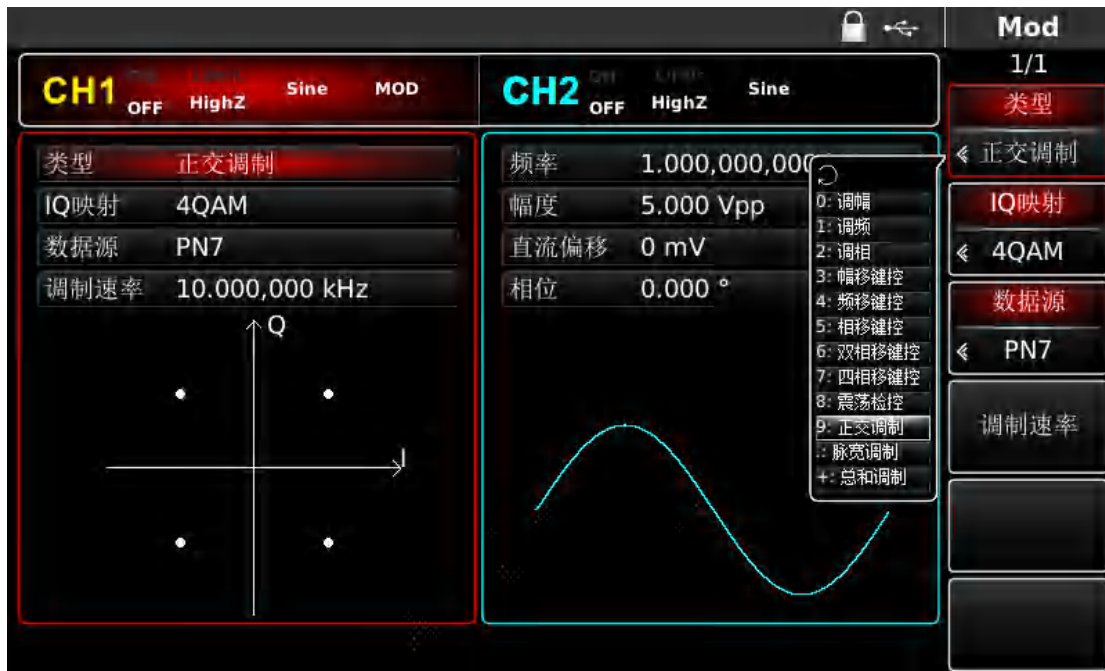 Mod
1/1
CH1 OFF HighZ Sine MOD
CH2 OFF HighZ Sine
类型 正交调制
IQ映射 4QAM
数据源 PN7
调制速率 10.000,000 kHz
Q
I
频率 1.000,000,000
幅度 5.000 Vpp
直流偏移 0 mV
相位 0.000 °
0: 调幅
1: 调频
2: 调相
3: 幅移键控
4: 频移键控
5: 相移键控
6: 双相移键控
7: 四相移键控
8: 震荡检控
9: 正交调制
.: 脉宽调制
+: 总和调制
类型
正交调制
IQ映射
4QAM
数据源
PN7
调制速率